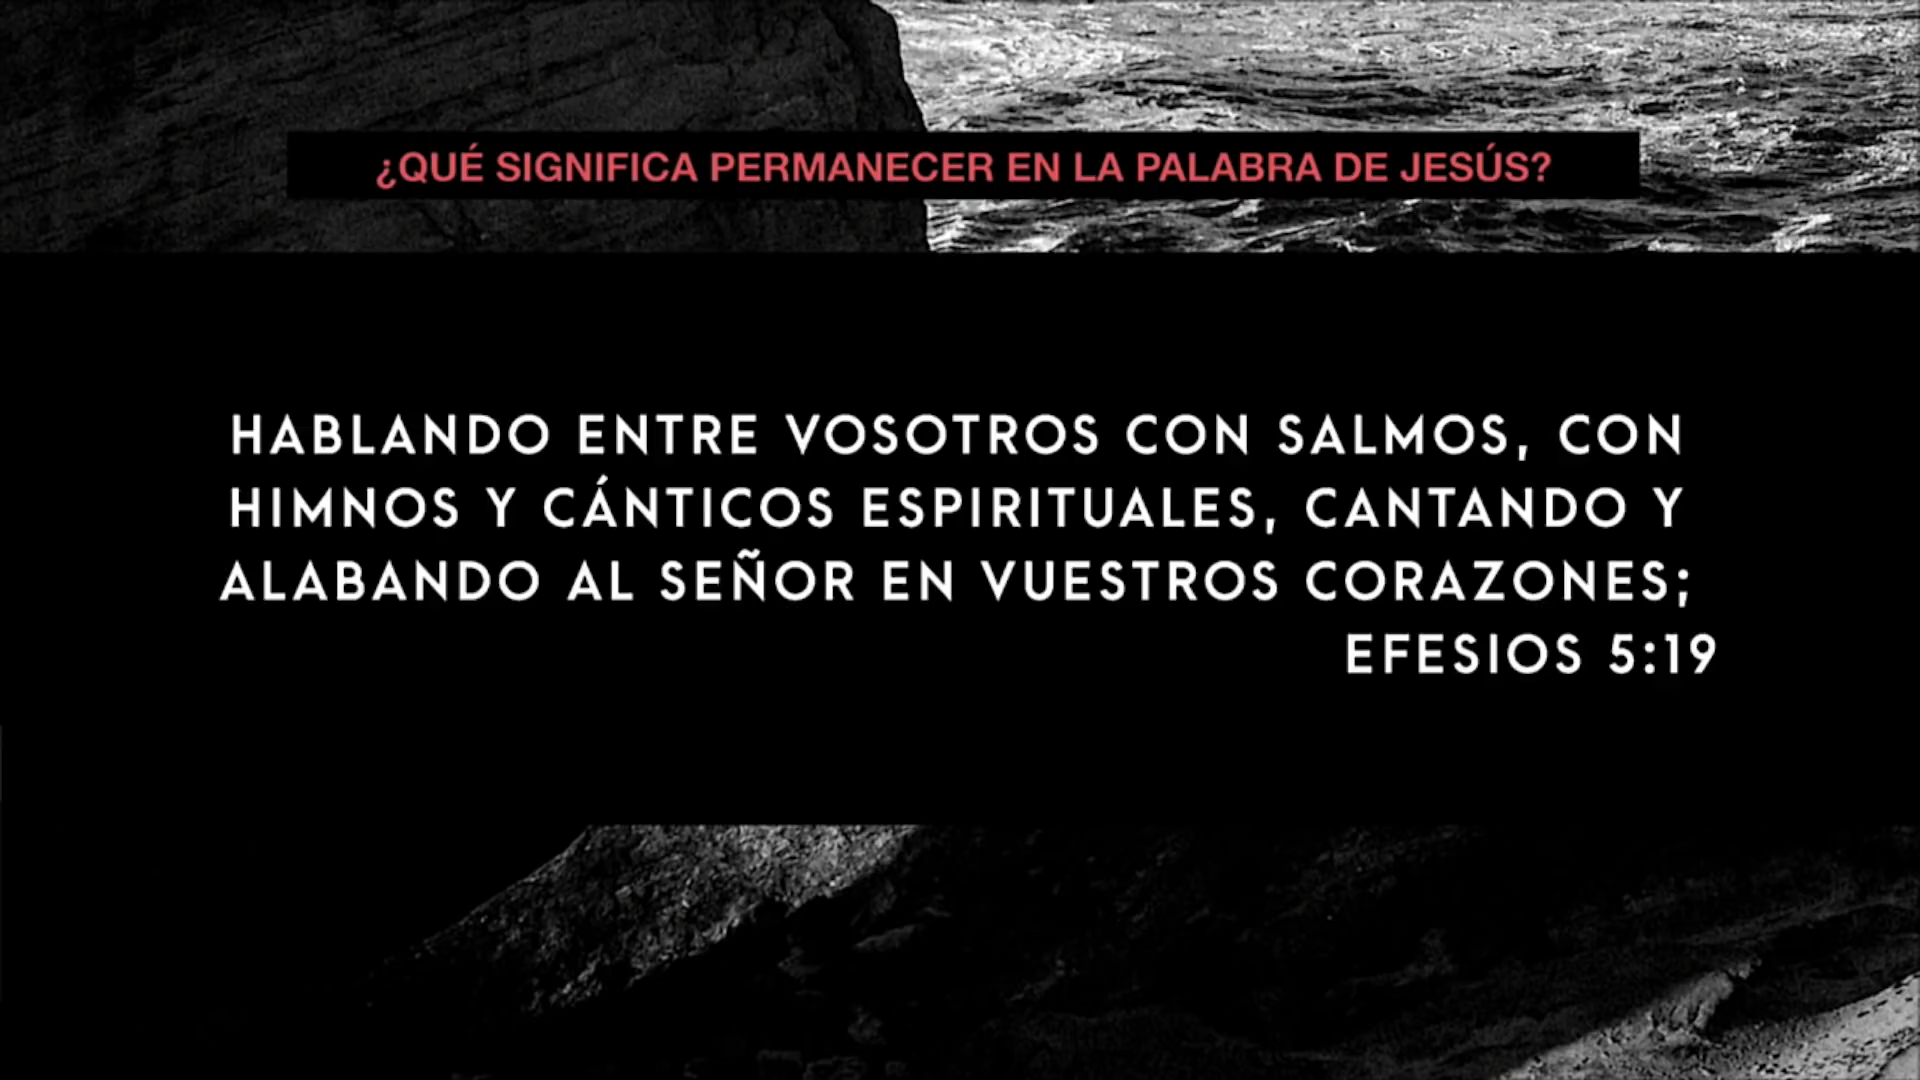 ¿QUÉ SIGNIFICA PERMANECER EN LA PALABRA DE JESÚS?
HABLANDO ENTRE VOSOTROS CON SALMOS, CON
HIMNOS Y CÁNTICOS ESPIRITUALES, CANTANDO Y
ALABANDO AL SEÑOR EN VUESTROS CORAZONES;
EFESIOS 5:19